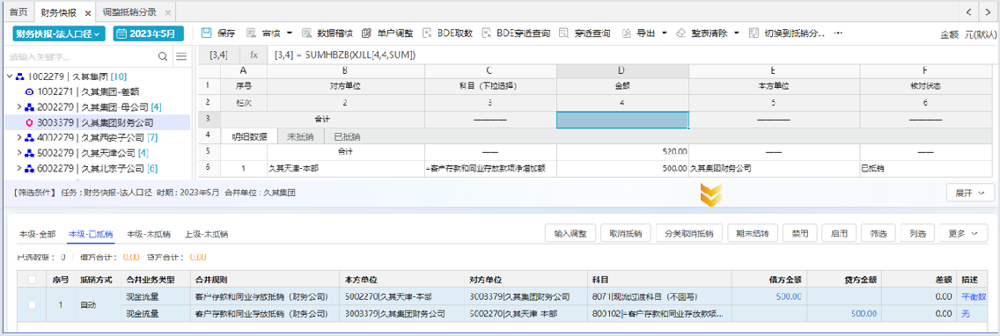 首页 财务快报 × 调整抵销分录 ×
财务快报-法人口径 2023年5月 保存 审核 数据稽核 单户调整 BDE取数 BDE穿透查询 穿透查询 导出 整表清除 切换到抵销分... ··· 金额 元(默认)
请输入关键字... [3,4] fx [3,4] = SUMHBZB(XJLL[4,4,SUM])
1002279 | 久其集团 [10]
1002271 | 久其集团-差额
2002279 | 久其集团-母公司 [4]
3003379 | 久其集团财务公司
4002279 | 久其西安子公司 [7]
5002279 | 久其天津公司 [4]
6002279 | 久其北京子公司 [6]
A B C D E F
1 序号 对方单位 科目（下拉选择） 金额 本方单位 核对状态
2 栏次 2 3 4 5 6
3 合计 ———— ———— ————
4 明细数据 未抵销 已抵销
5 合计 —— 520.00 —— ——
6 1 久其天津-本部 =客户存款和同业存放款项净增加额 500.00 久其集团财务公司 已抵销
【筛选条件】 任务 : 财务快报-法人口径 时期 : 2023年5月 合并单位 : 久其集团 展开
本级-全部 本级-已抵销 本级-未抵销 上级-未抵销 输入调整 取消抵销 分类取消抵销 期末结转 禁用 启用 筛选 列选 更多
已选数据： 0 借方合计： 0.00 贷方合计： 0.00
序号 抵销方式 合并业务类型 合并规则 本方单位 对方单位 科目 借方金额 贷方金额 差额 描述
1 自动 现金流量 客户存款和同业存放抵销（财务公司） 5002270|久其天津-本部 3003379|久其集团财务公司 8071|现流过渡科目（不回写） 500.00 0.00 平衡数
现金流量 客户存款和同业存放抵销（财务公司） 3003379|久其集团财务公司 5002270|久其天津-本部 800102|=客户存款和同业存放款项... 500.00 0.00 无